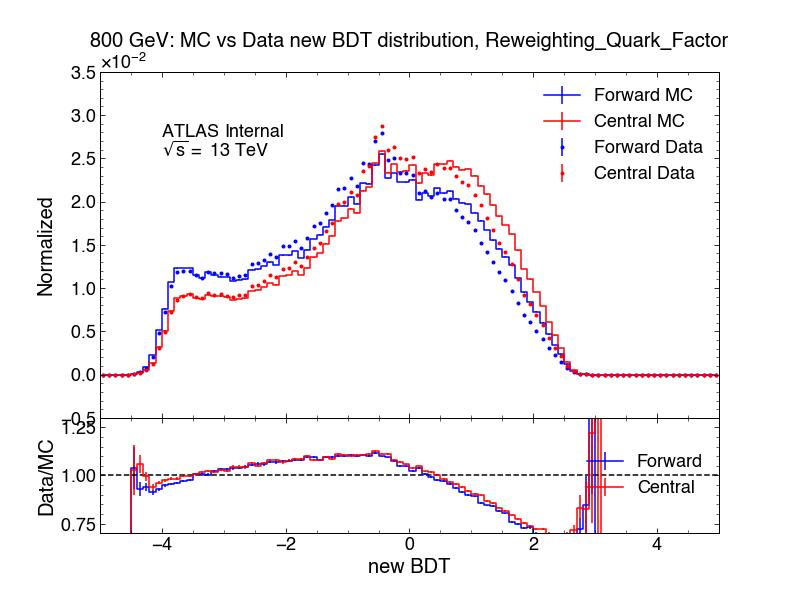 800 GeV: MC vs Data new BDT distribution, Reweighting_Quark_Factor
×10⁻²
3.5
3.0
2.5
2.0
1.5
1.0
0.5
0.0
−0.5
Normalized
ATLAS Internal
√s = 13 TeV
Forward MC
Central MC
Forward Data
Central Data
1.25
1.00
0.75
Data/MC
Forward
Central
−4 −2 0 2 4
new BDT